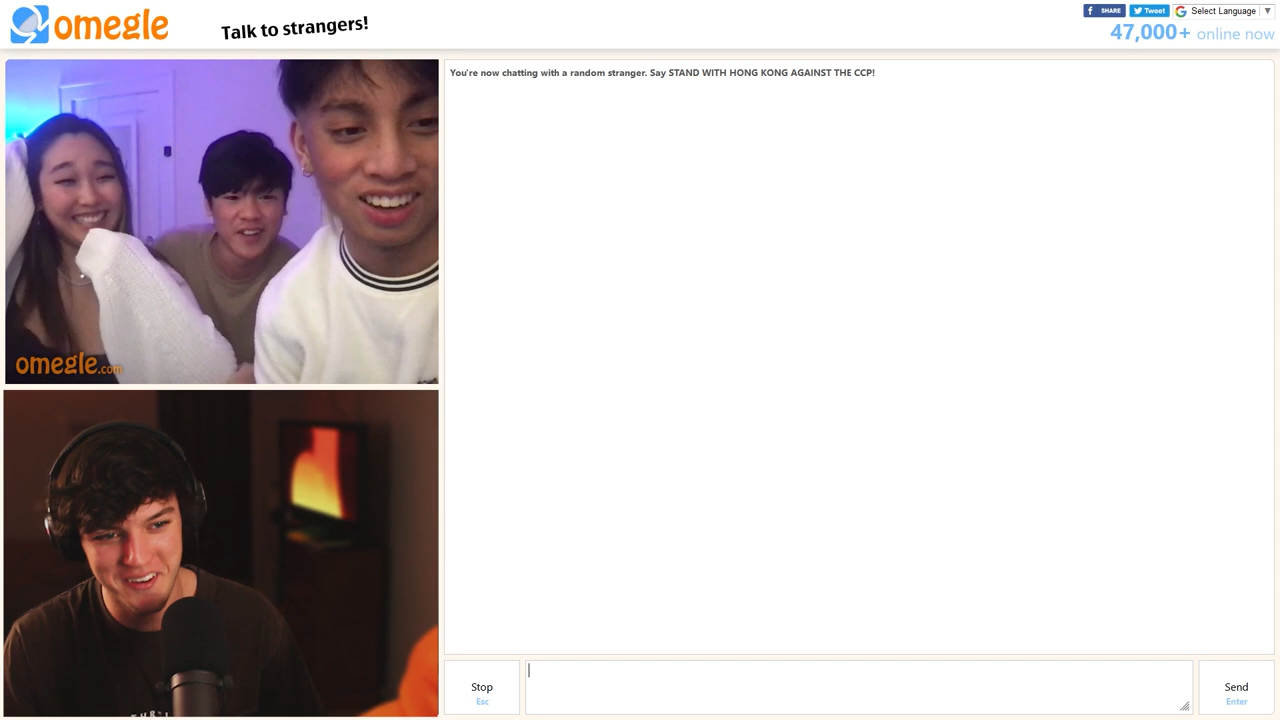 omegle
Talk to strangers!
f SHARE
Tweet
G Select Language ▼
47,000+ online now
You're now chatting with a random stranger. Say STAND WITH HONG KONG AGAINST THE CCP!
omegle.com
Stop
Esc
Send
Enter